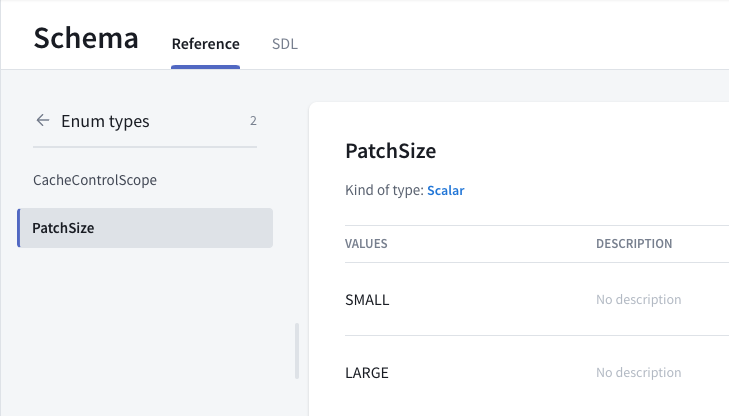 Schema
Reference
SDL
Enum types
2
CacheControlScope
PatchSize
PatchSize
Kind of type: Scalar
VALUES
DESCRIPTION
SMALL
No description
LARGE
No description